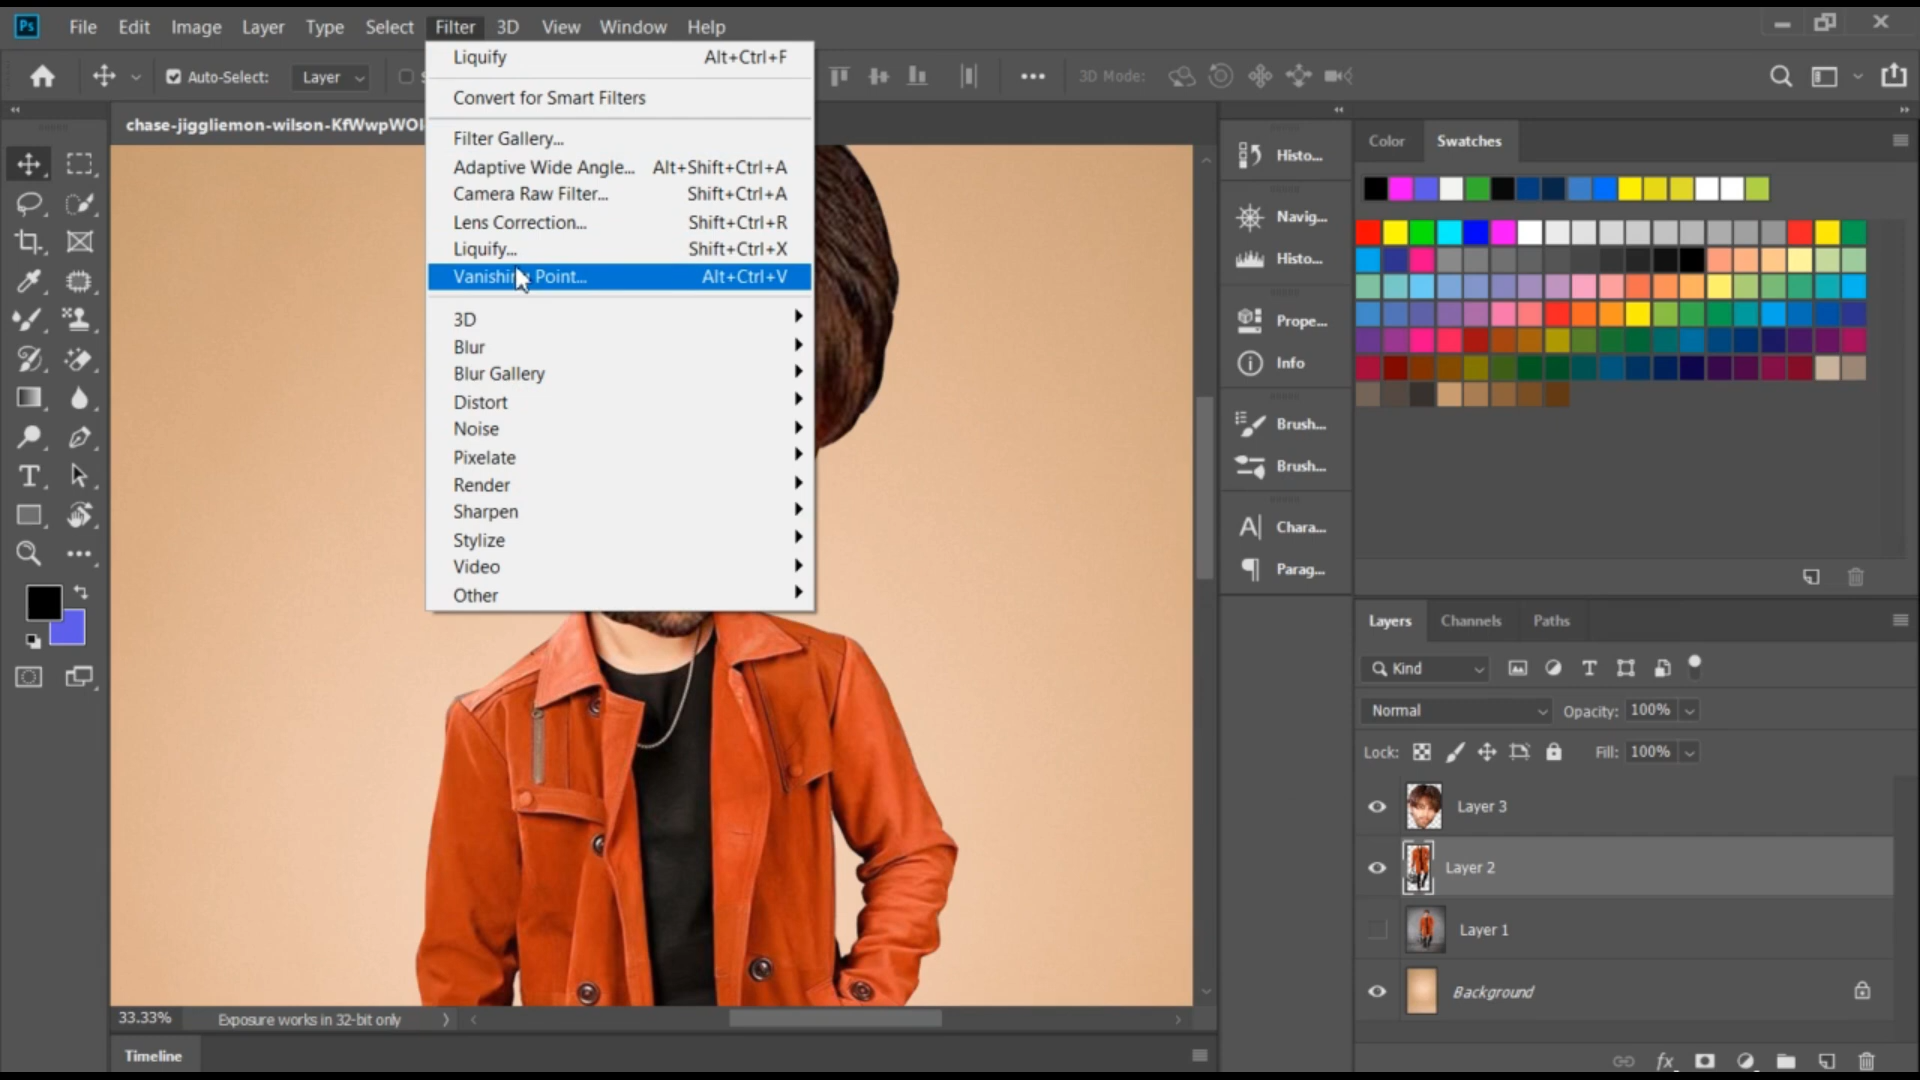 Ps File Edit Image Layer Type Select Filter 3D View Window Help
Auto-Select: Layer
3D Mode:
chase-jiggliemon-wilson-KfWwpWOl
Liquify Alt+Ctrl+F
Convert for Smart Filters
Filter Gallery...
Adaptive Wide Angle... Alt+Shift+Ctrl+A
Camera Raw Filter... Shift+Ctrl+A
Lens Correction... Shift+Ctrl+R
Liquify... Shift+Ctrl+X
Vanishing Point... Alt+Ctrl+V
3D
Blur
Blur Gallery
Distort
Noise
Pixelate
Render
Sharpen
Stylize
Video
Other
Histo...
Navig...
Histo...
Prope...
Info
Brush...
Brush...
Chara...
Parag...
Color Swatches
Layers Channels Paths
Kind
Normal Opacity: 100%
Lock: Fill: 100%
Layer 3
Layer 2
Layer 1
Background
fx
33.33% Exposure works in 32-bit only
Timeline